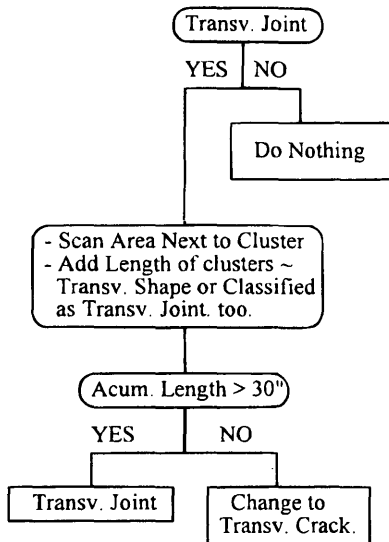 Transv. Joint
YES NO
Do Nothing
- Scan Area Next to Cluster
- Add Length of clusters ~
Transv. Shape or Classified
as Transv. Joint. too.
Acum. Length > 30"
YES NO
Transv. Joint
Change to
Transv. Crack.